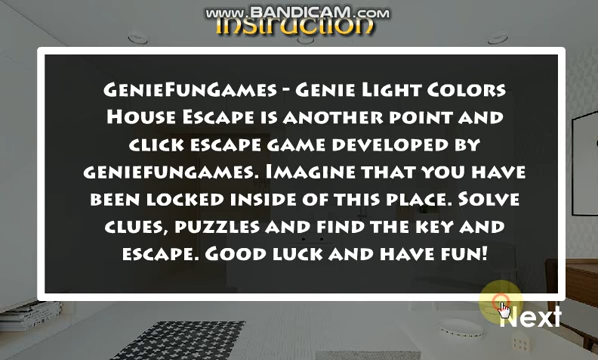 www.BANDICAM.com
Instruction
GenieFunGames - Genie Light Colors
House Escape is another point and
click escape game developed by
geniefungames. Imagine that you have
been locked inside of this place. Solve
clues, puzzles and find the key and
escape. Good luck and have fun!
Next